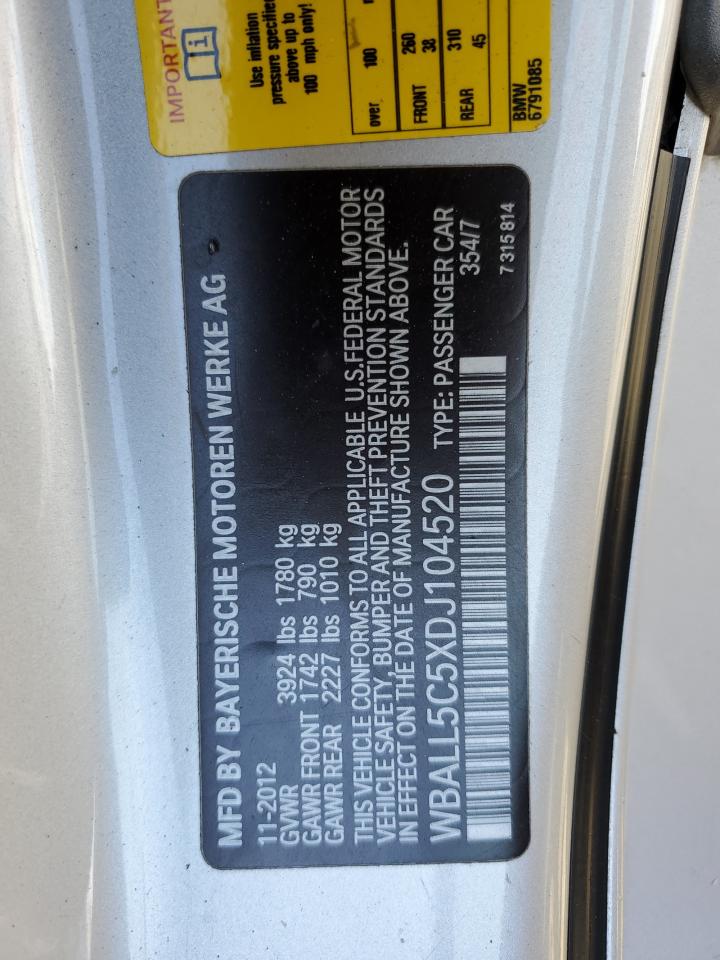 IMPORTANT
Use inflation
pressure specified
above up to
100 mph only!
over 100
FRONT 260
38
REAR 310
45
BMW
6791085
MFD BY BAYERISCHE MOTOREN WERKE AG
11-2012
GVWR 3924 lbs 1780 kg
GAWR FRONT 1742 lbs 790 kg
GAWR REAR 2227 lbs 1010 kg
THIS VEHICLE CONFORMS TO ALL APPLICABLE U.S.FEDERAL MOTOR
VEHICLE SAFETY, BUMPER AND THEFT PREVENTION STANDARDS
IN EFFECT ON THE DATE OF MANUFACTURE SHOWN ABOVE.
WBALL5C5XDJ104520 TYPE: PASSENGER CAR
354/7
7 315 814